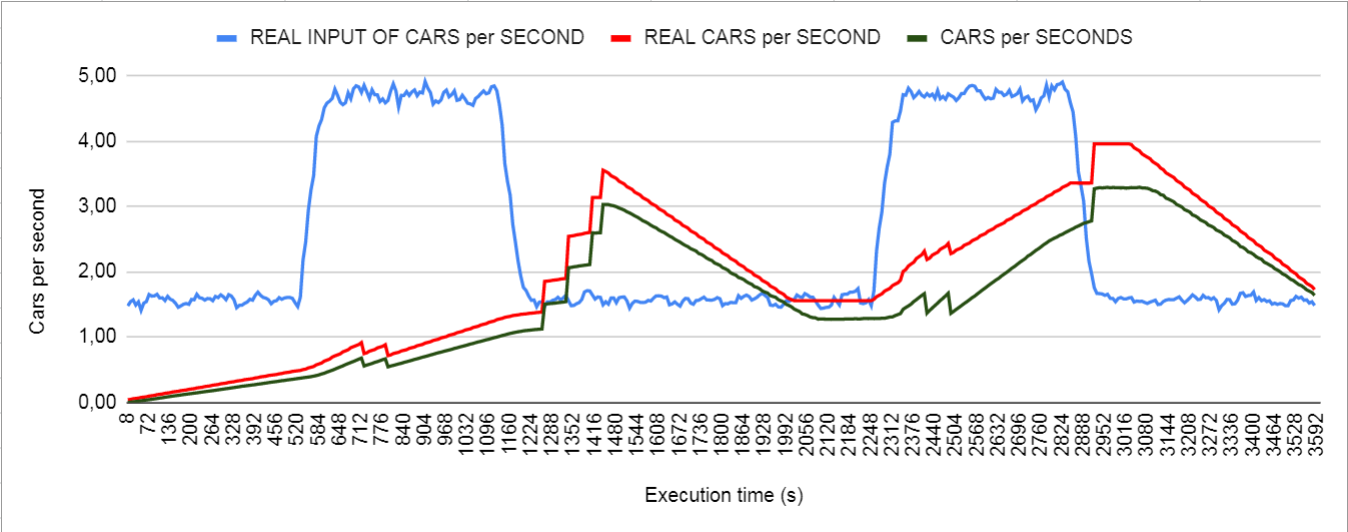 REAL INPUT OF CARS per SECOND REAL CARS per SECOND CARS per SECONDS
5,00
4,00
3,00
2,00
1,00
0,00
Cars per second
8 72 136 200 264 328 392 456 520 584 648 712 776 840 904 968 1032 1096 1160 1224 1288 1352 1416 1480 1544 1608 1672 1736 1800 1864 1928 1992 2056 2120 2184 2248 2312 2376 2440 2504 2568 2632 2696 2760 2824 2888 2952 3016 3080 3144 3208 3272 3336 3400 3464 3528 3592
Execution time (s)